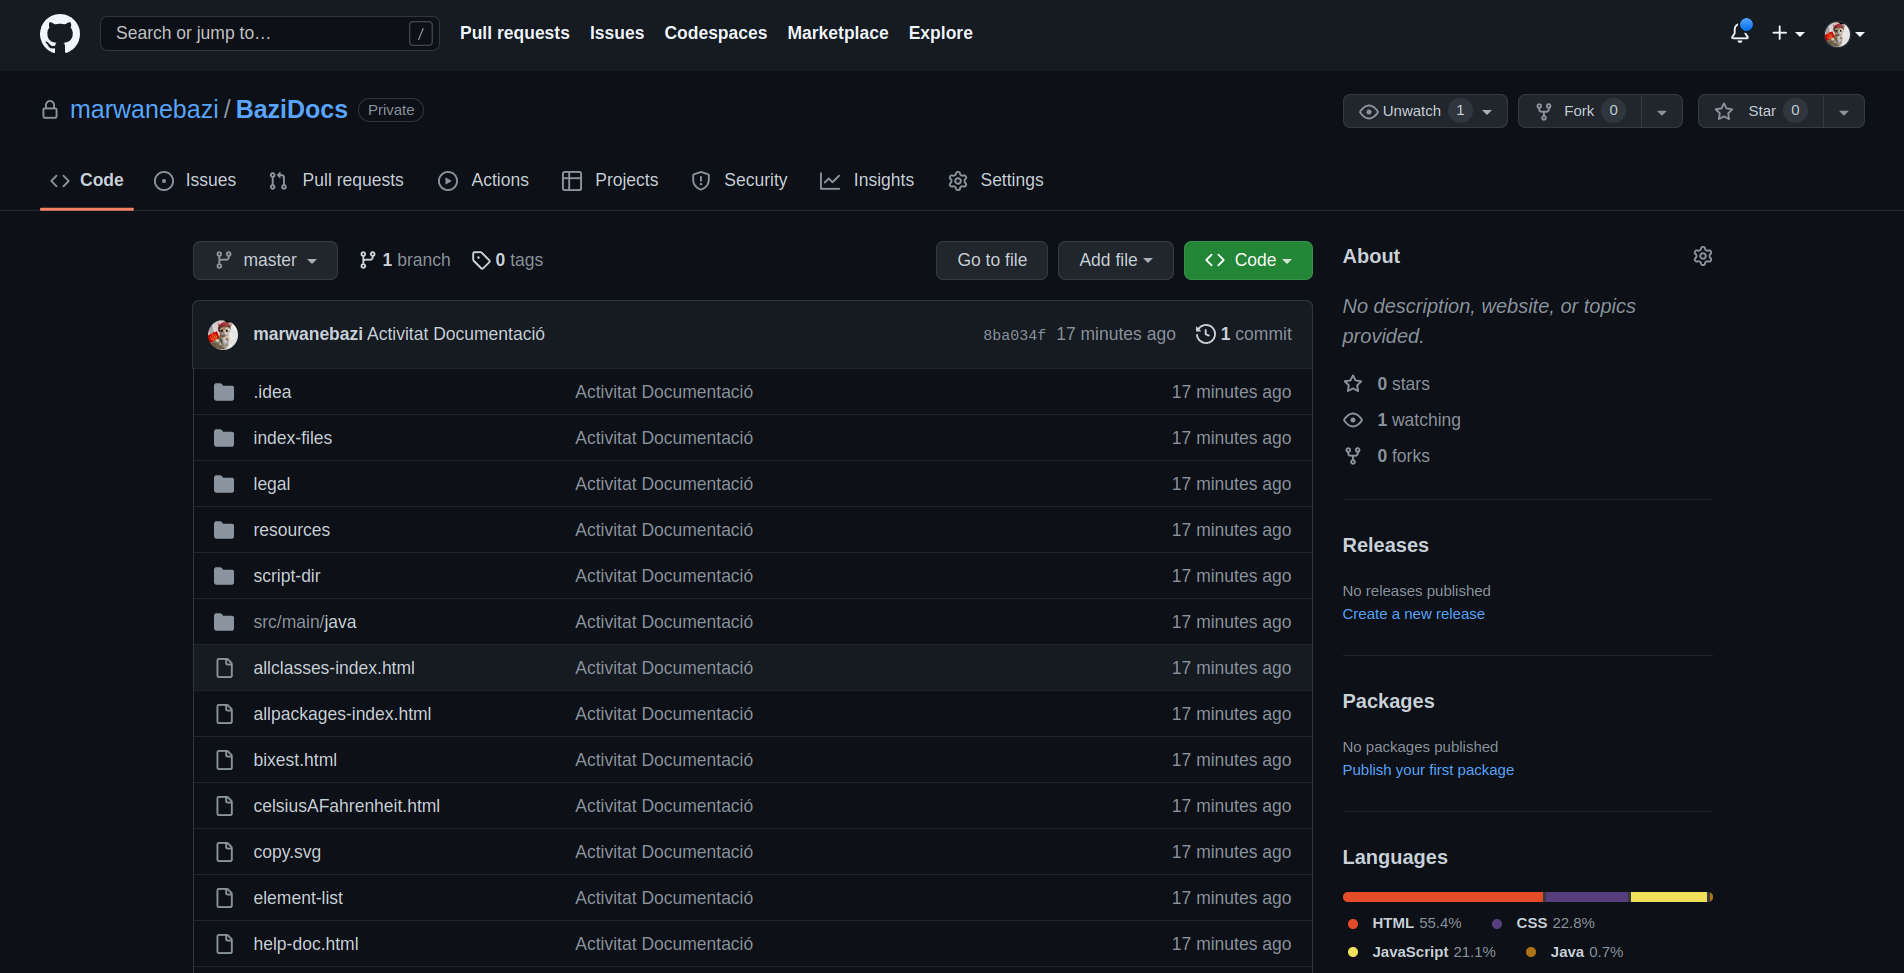 Search or jump to… / Pull requests Issues Codespaces Marketplace Explore
marwanebazi / BaziDocs Private Unwatch 1 Fork 0 Star 0
Code Issues Pull requests Actions Projects Security Insights Settings
master 1 branch 0 tags Go to file Add file Code
marwanebazi Activitat Documentació 8ba034f 17 minutes ago 1 commit
.idea Activitat Documentació 17 minutes ago
index-files Activitat Documentació 17 minutes ago
legal Activitat Documentació 17 minutes ago
resources Activitat Documentació 17 minutes ago
script-dir Activitat Documentació 17 minutes ago
src/main/java Activitat Documentació 17 minutes ago
allclasses-index.html Activitat Documentació 17 minutes ago
allpackages-index.html Activitat Documentació 17 minutes ago
bixest.html Activitat Documentació 17 minutes ago
celsiusAFahrenheit.html Activitat Documentació 17 minutes ago
copy.svg Activitat Documentació 17 minutes ago
element-list Activitat Documentació 17 minutes ago
help-doc.html Activitat Documentació 17 minutes ago
About
No description, website, or topics
provided.
0 stars
1 watching
0 forks
Releases
No releases published
Create a new release
Packages
No packages published
Publish your first package
Languages
HTML 55.4% CSS 22.8%
JavaScript 21.1% Java 0.7%